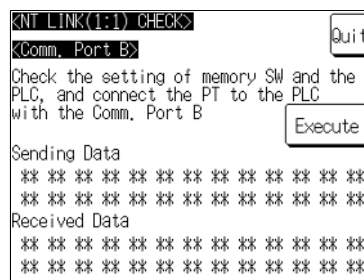 <NT LINK(1:1) CHECK>
Quit
<Comm. Port B>
Check the setting of memory SW and the
PLC, and connect the PT to the PLC
with the Comm. Port B
Execute
Sending Data
** ** ** ** ** ** ** ** ** ** ** ** **
** ** ** ** ** ** ** ** ** ** ** ** **
Received Data
** ** ** ** ** ** ** ** ** ** ** ** **
** ** ** ** ** ** ** ** ** ** ** ** **